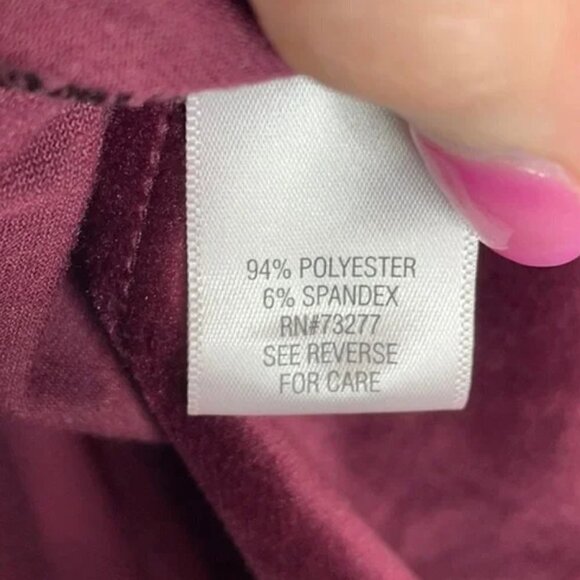 94% POLYESTER
6% SPANDEX
RN#73277
SEE REVERSE
FOR CARE